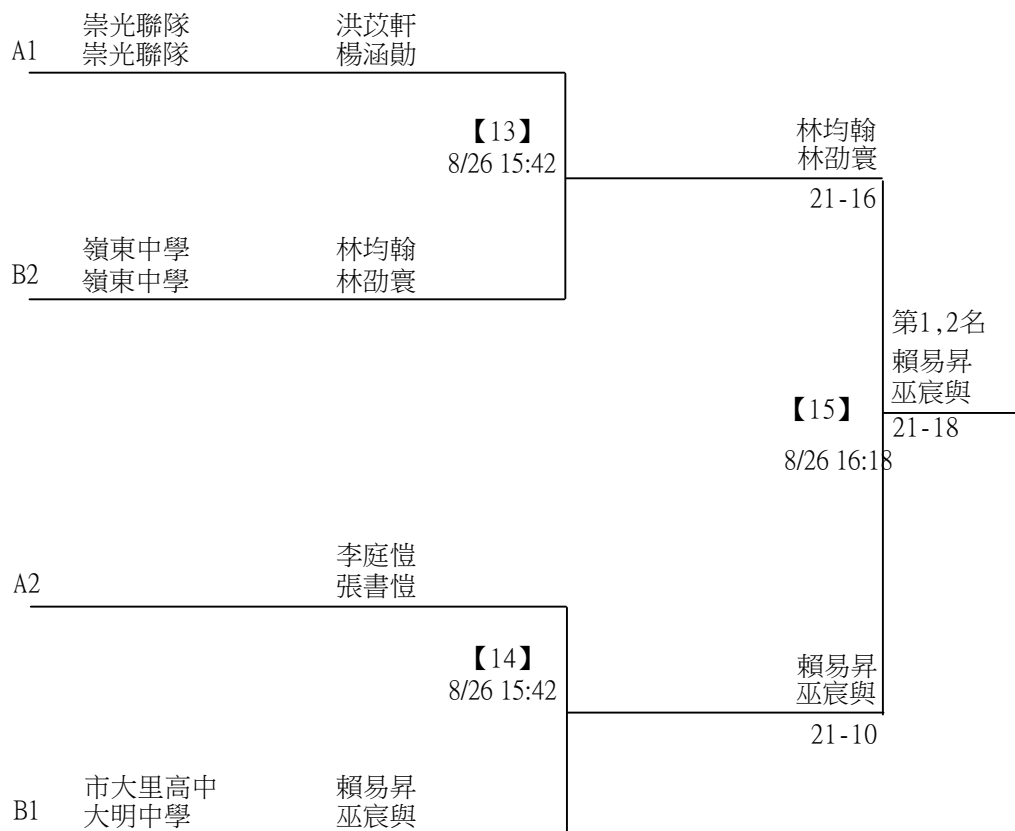 崇光聯隊 洪苡軒
A1 崇光聯隊 楊涵勛
【13】
8/26 15:42
林均翰
林劭寰
21-16
嶺東中學 林均翰
B2 嶺東中學 林劭寰
第1,2名
賴易昇
巫宸與
【15】
21-18
8/26 16:18
李庭愷
A2 張書愷
【14】
8/26 15:42
賴易昇
巫宸與
21-10
市大里高中 賴易昇
B1 大明中學 巫宸與